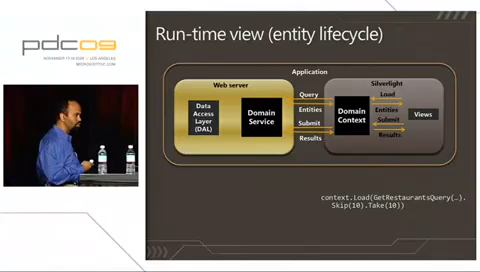 pdc09
NOVEMBER 17-19 2009 | LOS ANGELES
MICROSOFTPDC.COM
Run-time view (entity lifecycle)
Application
Web server
Silverlight
Data
Access
Layer
(DAL)
Domain
Service
Query
Entities
Submit
Results
Domain
Context
Load
Entities
Submit
Results
Views
context.Load(GetRestaurantsQuery(…).
Skip(10).Take(10))